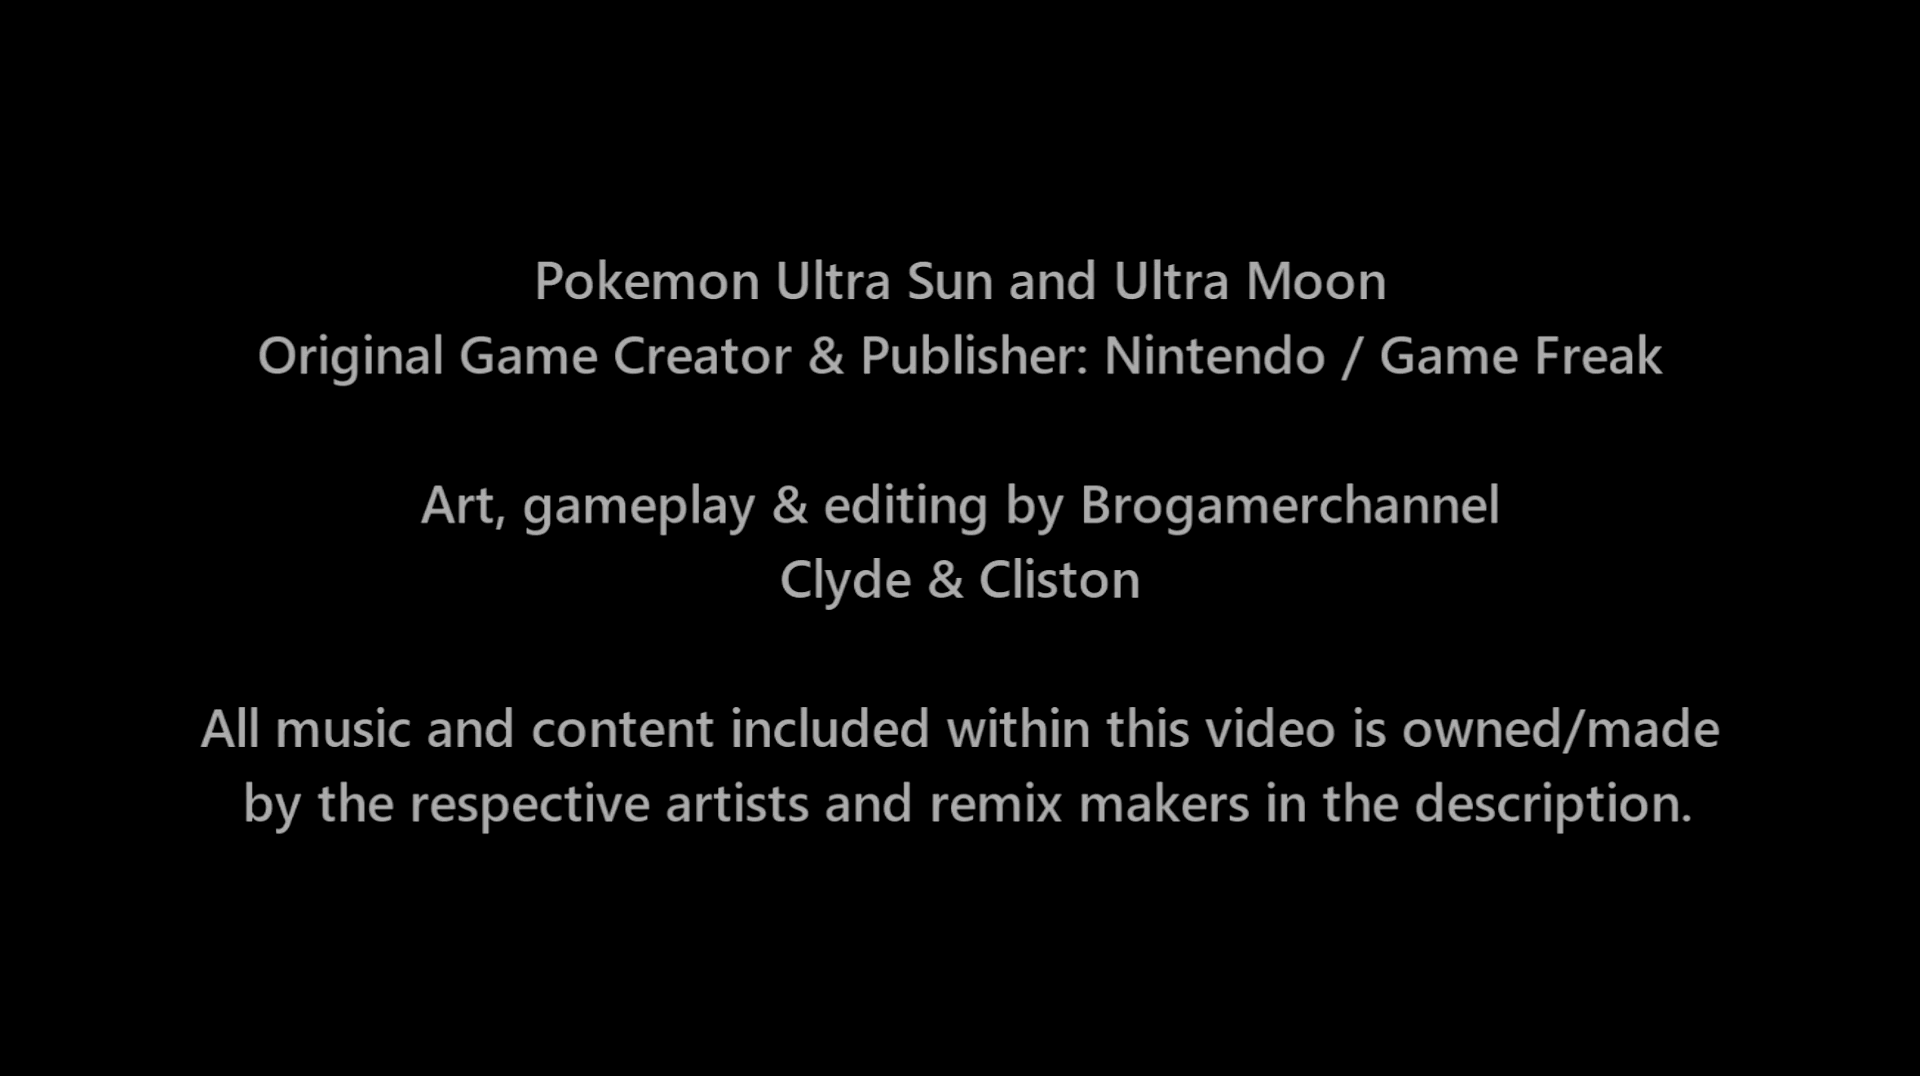 Pokemon Ultra Sun and Ultra Moon
Original Game Creator & Publisher: Nintendo / Game Freak
Art, gameplay & editing by Brogamerchannel
Clyde & Cliston
All music and content included within this video is owned/made
by the respective artists and remix makers in the description.